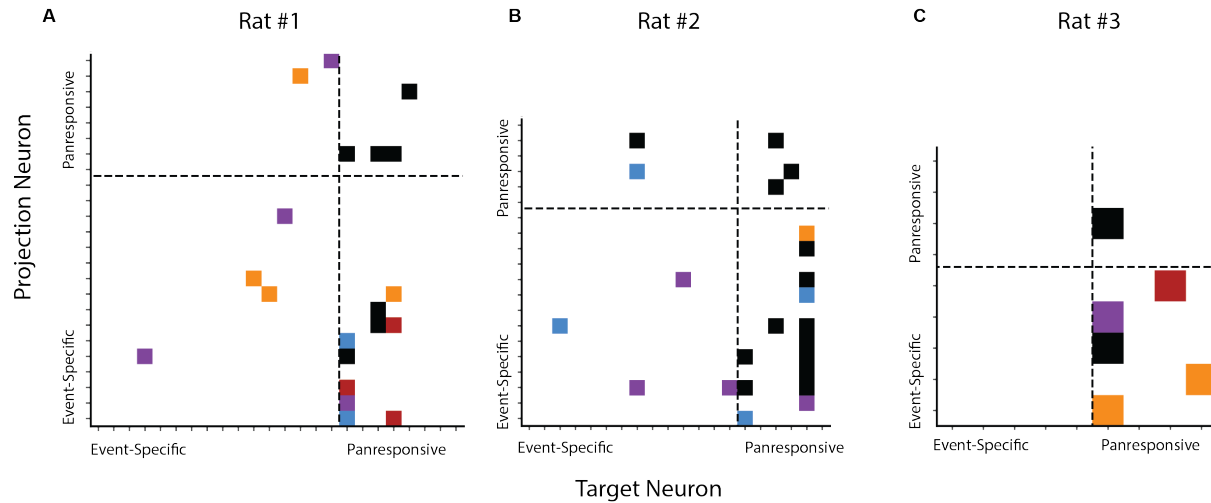 A
Rat #1
B
Rat #2
C
Rat #3
Projection Neuron
Panresponsive
Event-Specific
Event-Specific
Panresponsive
Panresponsive
Event-Specific
Event-Specific
Panresponsive
Panresponsive
Event-Specific
Event-Specific
Panresponsive
Target Neuron